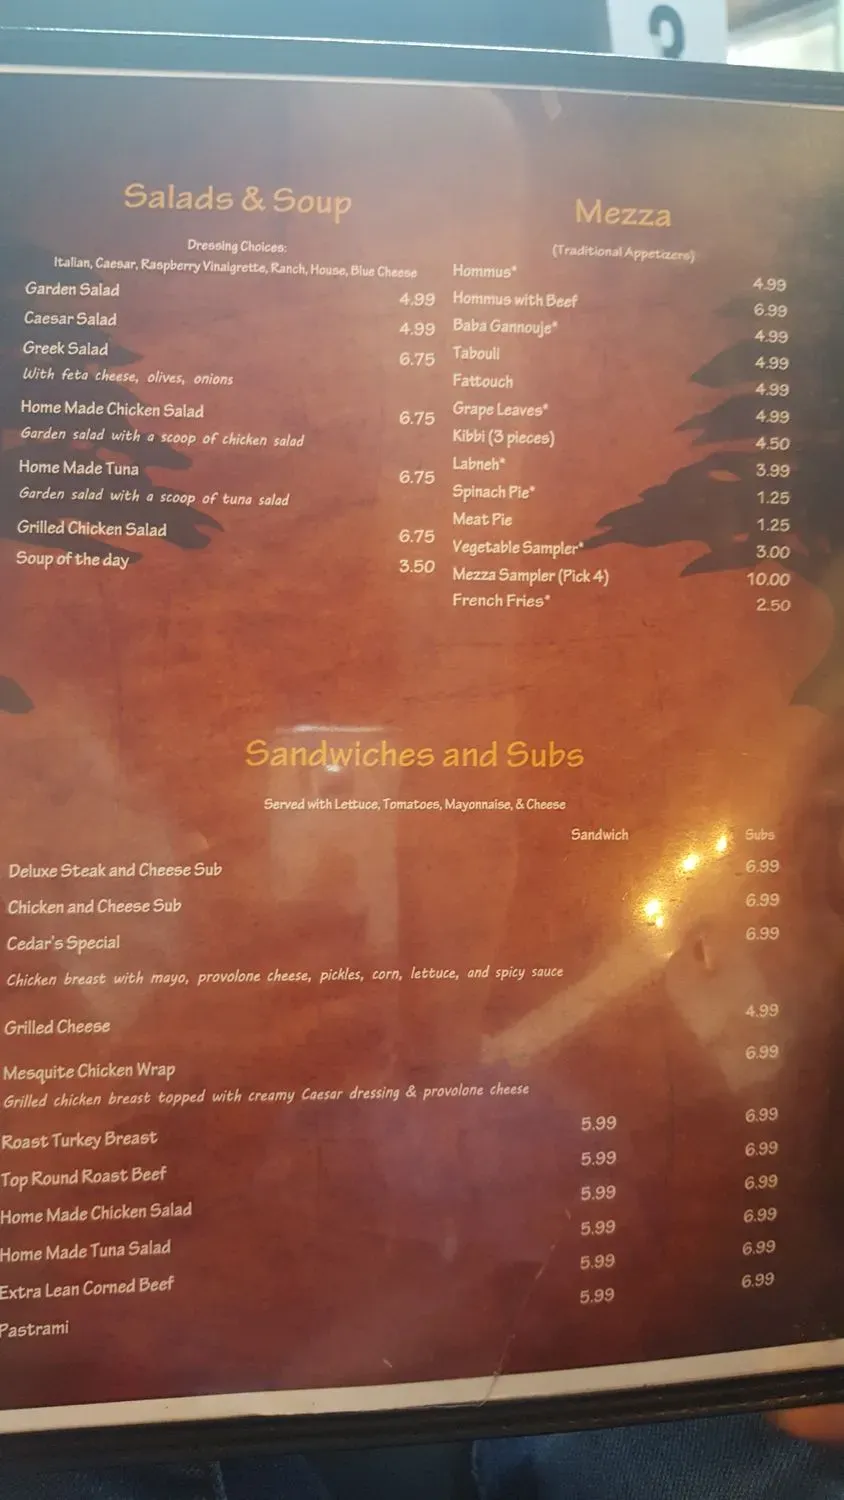 Salads & Soup
Dressing Choices:
Italian, Caesar, Raspberry Vinaigrette, Ranch, House, Blue Cheese
Garden Salad 4.99
Caesar Salad 4.99
Greek Salad 6.75
With feta cheese, olives, onions
Home Made Chicken Salad 6.75
Garden salad with a scoop of chicken salad
Home Made Tuna 6.75
Garden salad with a scoop of tuna salad
Grilled Chicken Salad 6.75
Soup of the day 3.50
Mezza
(Traditional Appetizers)
Hommus* 4.99
Hommus with Beef 6.99
Baba Gannouje* 4.99
Tabouli 4.99
Fattouch 4.99
Grape Leaves* 4.99
Kibbi (3 pieces) 4.50
Labneh* 3.99
Spinach Pie* 1.25
Meat Pie 1.25
Vegetable Sampler* 3.00
Mezza Sampler (Pick 4) 10.00
French Fries* 2.50
Sandwiches and Subs
Served with Lettuce, Tomatoes, Mayonnaise, & Cheese
Sandwich Subs
Deluxe Steak and Cheese Sub 6.99
Chicken and Cheese Sub 6.99
Cedar's Special 6.99
Chicken breast with mayo, provolone cheese, pickles, corn, lettuce, and spicy sauce
Grilled Cheese 4.99
Mesquite Chicken Wrap 6.99
Grilled chicken breast topped with creamy Caesar dressing & provolone cheese
Roast Turkey Breast 5.99 6.99
Top Round Roast Beef 5.99 6.99
Home Made Chicken Salad 5.99 6.99
Home Made Tuna Salad 5.99 6.99
Extra Lean Corned Beef 5.99 6.99
Pastrami 5.99 6.99